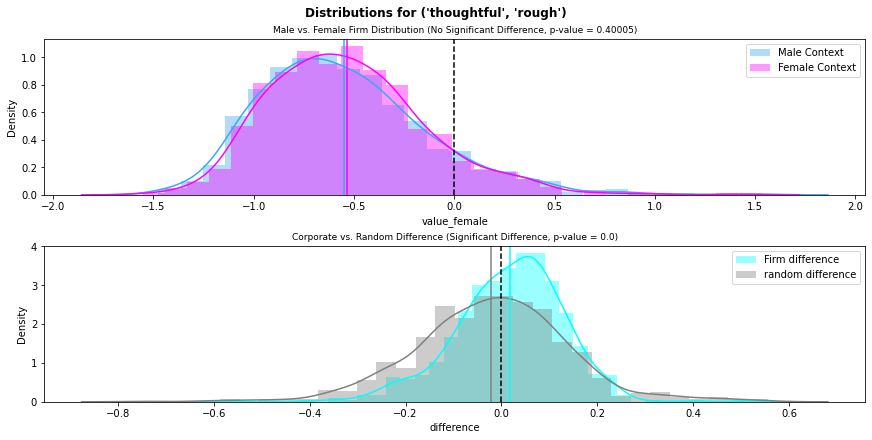 Distributions for ('thoughtful', 'rough')
Male vs. Female Firm Distribution (No Significant Difference, p-value = 0.40005)
Density
1.0
0.8
0.6
0.4
0.2
0.0
Male Context
Female Context
−2.0 −1.5 −1.0 −0.5 0.0 0.5 1.0 1.5 2.0
value_female
Corporate vs. Random Difference (Significant Difference, p-value = 0.0)
Density
4
3
2
1
0
Firm difference
random difference
−0.8 −0.6 −0.4 −0.2 0.0 0.2 0.4 0.6
difference